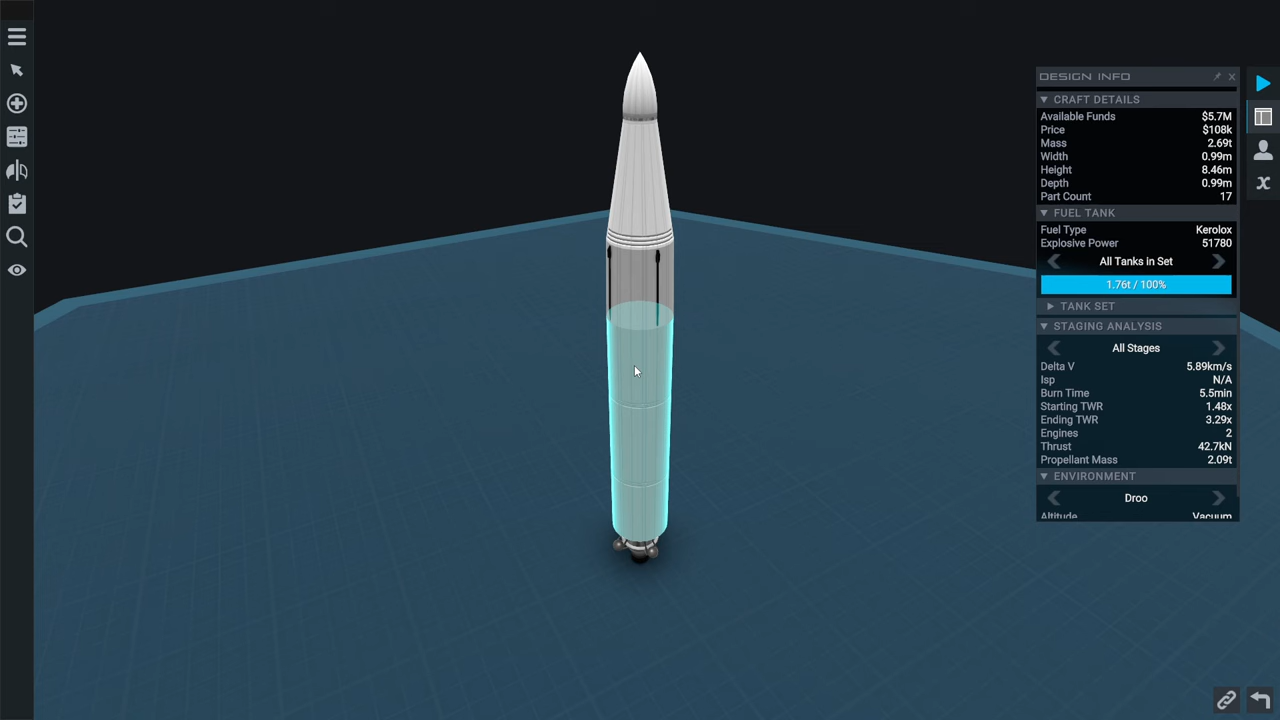 DESIGN INFO
CRAFT DETAILS
Available Funds $5.7M
Price $108k
Mass 2.69t
Width 0.99m
Height 8.46m
Depth 0.99m
Part Count 17
FUEL TANK
Fuel Type Kerolox
Explosive Power 51780
All Tanks in Set
1.76t / 100%
TANK SET
STAGING ANALYSIS
All Stages
Delta V 5.89km/s
Isp N/A
Burn Time 5.5min
Starting TWR 1.48x
Ending TWR 3.29x
Engines 2
Thrust 42.7kN
Propellant Mass 2.09t
ENVIRONMENT
Droo
Altitude Vacuum